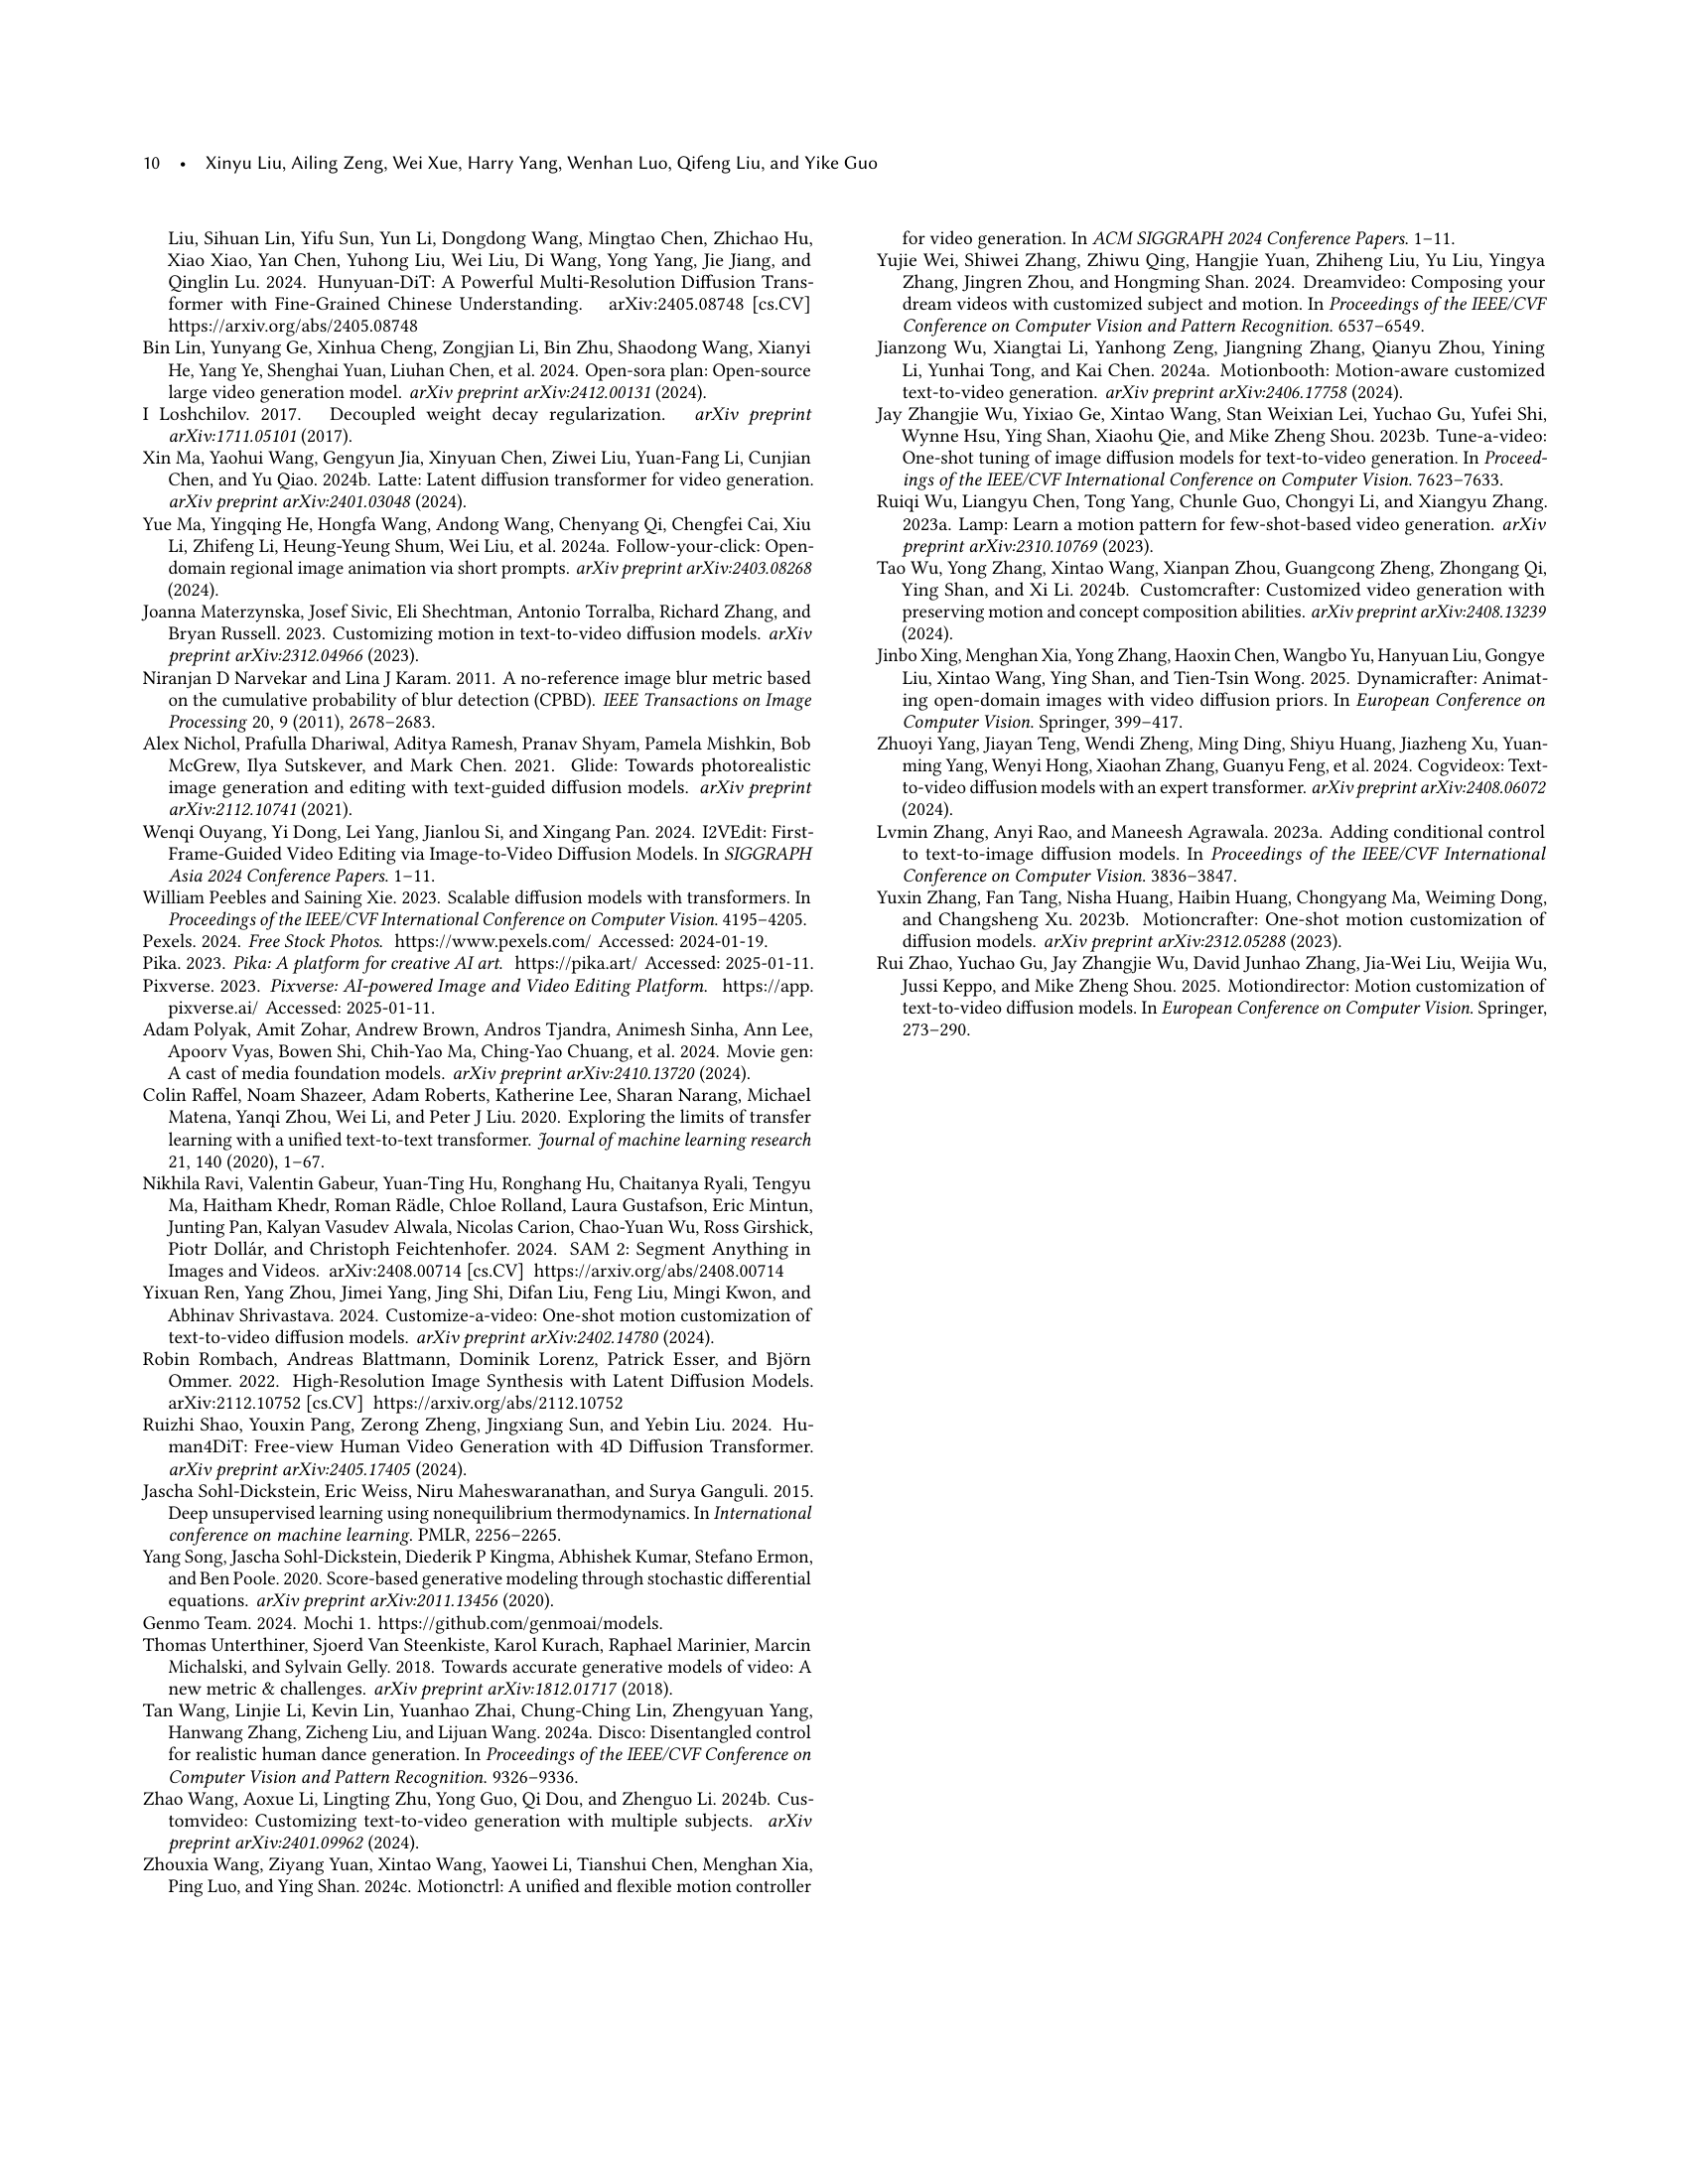 10 • Xinyu Liu, Ailing Zeng, Wei Xue, Harry Yang, Wenhan Luo, Qifeng Liu, and Yike Guo
Liu, Sihuan Lin, Yifu Sun, Yun Li, Dongdong Wang, Mingtao Chen, Zhichao Hu,
Xiao Xiao, Yan Chen, Yuhong Liu, Wei Liu, Di Wang, Yong Yang, Jie Jiang, and
Qinglin Lu. 2024. Hunyuan-DiT: A Powerful Multi-Resolution Diffusion Trans-
former with Fine-Grained Chinese Understanding. arXiv:2405.08748 [cs.CV]
https://arxiv.org/abs/2405.08748
Bin Lin, Yunyang Ge, Xinhua Cheng, Zongjian Li, Bin Zhu, Shaodong Wang, Xianyi
He, Yang Ye, Shenghai Yuan, Liuhan Chen, et al. 2024. Open-sora plan: Open-source
large video generation model. arXiv preprint arXiv:2412.00131 (2024).
I Loshchilov. 2017. Decoupled weight decay regularization. arXiv preprint
arXiv:1711.05101 (2017).
Xin Ma, Yaohui Wang, Gengyun Jia, Xinyuan Chen, Ziwei Liu, Yuan-Fang Li, Cunjian
Chen, and Yu Qiao. 2024b. Latte: Latent diffusion transformer for video generation.
arXiv preprint arXiv:2401.03048 (2024).
Yue Ma, Yingqing He, Hongfa Wang, Andong Wang, Chenyang Qi, Chengfei Cai, Xiu
Li, Zhifeng Li, Heung-Yeung Shum, Wei Liu, et al. 2024a. Follow-your-click: Open-
domain regional image animation via short prompts. arXiv preprint arXiv:2403.08268
(2024).
Joanna Materzynska, Josef Sivic, Eli Shechtman, Antonio Torralba, Richard Zhang, and
Bryan Russell. 2023. Customizing motion in text-to-video diffusion models. arXiv
preprint arXiv:2312.04966 (2023).
Niranjan D Narvekar and Lina J Karam. 2011. A no-reference image blur metric based
on the cumulative probability of blur detection (CPBD). IEEE Transactions on Image
Processing 20, 9 (2011), 2678–2683.
Alex Nichol, Prafulla Dhariwal, Aditya Ramesh, Pranav Shyam, Pamela Mishkin, Bob
McGrew, Ilya Sutskever, and Mark Chen. 2021. Glide: Towards photorealistic
image generation and editing with text-guided diffusion models. arXiv preprint
arXiv:2112.10741 (2021).
Wenqi Ouyang, Yi Dong, Lei Yang, Jianlou Si, and Xingang Pan. 2024. I2VEdit: First-
Frame-Guided Video Editing via Image-to-Video Diffusion Models. In SIGGRAPH
Asia 2024 Conference Papers. 1–11.
William Peebles and Saining Xie. 2023. Scalable diffusion models with transformers. In
Proceedings of the IEEE/CVF International Conference on Computer Vision. 4195–4205.
Pexels. 2024. Free Stock Photos. https://www.pexels.com/ Accessed: 2024-01-19.
Pika. 2023. Pika: A platform for creative AI art. https://pika.art/ Accessed: 2025-01-11.
Pixverse. 2023. Pixverse: AI-powered Image and Video Editing Platform. https://app.
pixverse.ai/ Accessed: 2025-01-11.
Adam Polyak, Amit Zohar, Andrew Brown, Andros Tjandra, Animesh Sinha, Ann Lee,
Apoorv Vyas, Bowen Shi, Chih-Yao Ma, Ching-Yao Chuang, et al. 2024. Movie gen:
A cast of media foundation models. arXiv preprint arXiv:2410.13720 (2024).
Colin Raffel, Noam Shazeer, Adam Roberts, Katherine Lee, Sharan Narang, Michael
Matena, Yanqi Zhou, Wei Li, and Peter J Liu. 2020. Exploring the limits of transfer
learning with a unified text-to-text transformer. Journal of machine learning research
21, 140 (2020), 1–67.
Nikhila Ravi, Valentin Gabeur, Yuan-Ting Hu, Ronghang Hu, Chaitanya Ryali, Tengyu
Ma, Haitham Khedr, Roman Rädle, Chloe Rolland, Laura Gustafson, Eric Mintun,
Junting Pan, Kalyan Vasudev Alwala, Nicolas Carion, Chao-Yuan Wu, Ross Girshick,
Piotr Dollár, and Christoph Feichtenhofer. 2024. SAM 2: Segment Anything in
Images and Videos. arXiv:2408.00714 [cs.CV] https://arxiv.org/abs/2408.00714
Yixuan Ren, Yang Zhou, Jimei Yang, Jing Shi, Difan Liu, Feng Liu, Mingi Kwon, and
Abhinav Shrivastava. 2024. Customize-a-video: One-shot motion customization of
text-to-video diffusion models. arXiv preprint arXiv:2402.14780 (2024).
Robin Rombach, Andreas Blattmann, Dominik Lorenz, Patrick Esser, and Björn
Ommer. 2022. High-Resolution Image Synthesis with Latent Diffusion Models.
arXiv:2112.10752 [cs.CV] https://arxiv.org/abs/2112.10752
Ruizhi Shao, Youxin Pang, Zerong Zheng, Jingxiang Sun, and Yebin Liu. 2024. Hu-
man4DiT: Free-view Human Video Generation with 4D Diffusion Transformer.
arXiv preprint arXiv:2405.17405 (2024).
Jascha Sohl-Dickstein, Eric Weiss, Niru Maheswaranathan, and Surya Ganguli. 2015.
Deep unsupervised learning using nonequilibrium thermodynamics. In International
conference on machine learning. PMLR, 2256–2265.
Yang Song, Jascha Sohl-Dickstein, Diederik P Kingma, Abhishek Kumar, Stefano Ermon,
and Ben Poole. 2020. Score-based generative modeling through stochastic differential
equations. arXiv preprint arXiv:2011.13456 (2020).
Genmo Team. 2024. Mochi 1. https://github.com/genmoai/models.
Thomas Unterthiner, Sjoerd Van Steenkiste, Karol Kurach, Raphael Marinier, Marcin
Michalski, and Sylvain Gelly. 2018. Towards accurate generative models of video: A
new metric & challenges. arXiv preprint arXiv:1812.01717 (2018).
Tan Wang, Linjie Li, Kevin Lin, Yuanhao Zhai, Chung-Ching Lin, Zhengyuan Yang,
Hanwang Zhang, Zicheng Liu, and Lijuan Wang. 2024a. Disco: Disentangled control
for realistic human dance generation. In Proceedings of the IEEE/CVF Conference on
Computer Vision and Pattern Recognition. 9326–9336.
Zhao Wang, Aoxue Li, Lingting Zhu, Yong Guo, Qi Dou, and Zhenguo Li. 2024b. Cus-
tomvideo: Customizing text-to-video generation with multiple subjects. arXiv
preprint arXiv:2401.09962 (2024).
Zhouxia Wang, Ziyang Yuan, Xintao Wang, Yaowei Li, Tianshui Chen, Menghan Xia,
Ping Luo, and Ying Shan. 2024c. Motionctrl: A unified and flexible motion controller
for video generation. In ACM SIGGRAPH 2024 Conference Papers. 1–11.
Yujie Wei, Shiwei Zhang, Zhiwu Qing, Hangjie Yuan, Zhiheng Liu, Yu Liu, Yingya
Zhang, Jingren Zhou, and Hongming Shan. 2024. Dreamvideo: Composing your
dream videos with customized subject and motion. In Proceedings of the IEEE/CVF
Conference on Computer Vision and Pattern Recognition. 6537–6549.
Jianzong Wu, Xiangtai Li, Yanhong Zeng, Jiangning Zhang, Qianyu Zhou, Yining
Li, Yunhai Tong, and Kai Chen. 2024a. Motionbooth: Motion-aware customized
text-to-video generation. arXiv preprint arXiv:2406.17758 (2024).
Jay Zhangjie Wu, Yixiao Ge, Xintao Wang, Stan Weixian Lei, Yuchao Gu, Yufei Shi,
Wynne Hsu, Ying Shan, Xiaohu Qie, and Mike Zheng Shou. 2023b. Tune-a-video:
One-shot tuning of image diffusion models for text-to-video generation. In Proceed-
ings of the IEEE/CVF International Conference on Computer Vision. 7623–7633.
Ruiqi Wu, Liangyu Chen, Tong Yang, Chunle Guo, Chongyi Li, and Xiangyu Zhang.
2023a. Lamp: Learn a motion pattern for few-shot-based video generation. arXiv
preprint arXiv:2310.10769 (2023).
Tao Wu, Yong Zhang, Xintao Wang, Xianpan Zhou, Guangcong Zheng, Zhongang Qi,
Ying Shan, and Xi Li. 2024b. Customcrafter: Customized video generation with
preserving motion and concept composition abilities. arXiv preprint arXiv:2408.13239
(2024).
Jinbo Xing, Menghan Xia, Yong Zhang, Haoxin Chen, Wangbo Yu, Hanyuan Liu, Gongye
Liu, Xintao Wang, Ying Shan, and Tien-Tsin Wong. 2025. Dynamicrafter: Animat-
ing open-domain images with video diffusion priors. In European Conference on
Computer Vision. Springer, 399–417.
Zhuoyi Yang, Jiayan Teng, Wendi Zheng, Ming Ding, Shiyu Huang, Jiazheng Xu, Yuan-
ming Yang, Wenyi Hong, Xiaohan Zhang, Guanyu Feng, et al. 2024. Cogvideox: Text-
to-video diffusion models with an expert transformer. arXiv preprint arXiv:2408.06072
(2024).
Lvmin Zhang, Anyi Rao, and Maneesh Agrawala. 2023a. Adding conditional control
to text-to-image diffusion models. In Proceedings of the IEEE/CVF International
Conference on Computer Vision. 3836–3847.
Yuxin Zhang, Fan Tang, Nisha Huang, Haibin Huang, Chongyang Ma, Weiming Dong,
and Changsheng Xu. 2023b. Motioncrafter: One-shot motion customization of
diffusion models. arXiv preprint arXiv:2312.05288 (2023).
Rui Zhao, Yuchao Gu, Jay Zhangjie Wu, David Junhao Zhang, Jia-Wei Liu, Weijia Wu,
Jussi Keppo, and Mike Zheng Shou. 2025. Motiondirector: Motion customization of
text-to-video diffusion models. In European Conference on Computer Vision. Springer,
273–290.